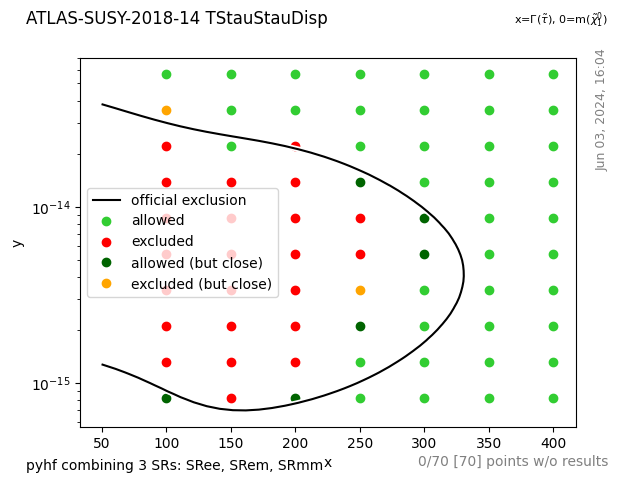 ATLAS-SUSY-2018-14 TStauStauDisp
x=Γ(τ̃), 0=m(χ̃₁⁰)
Jun 03, 2024, 16:04
10⁻¹⁴
10⁻¹⁵
y
official exclusion
allowed
excluded
allowed (but close)
excluded (but close)
50 100 150 200 250 300 350 400
x
pyhf combining 3 SRs: SRee, SRem, SRmm
0/70 [70] points w/o results